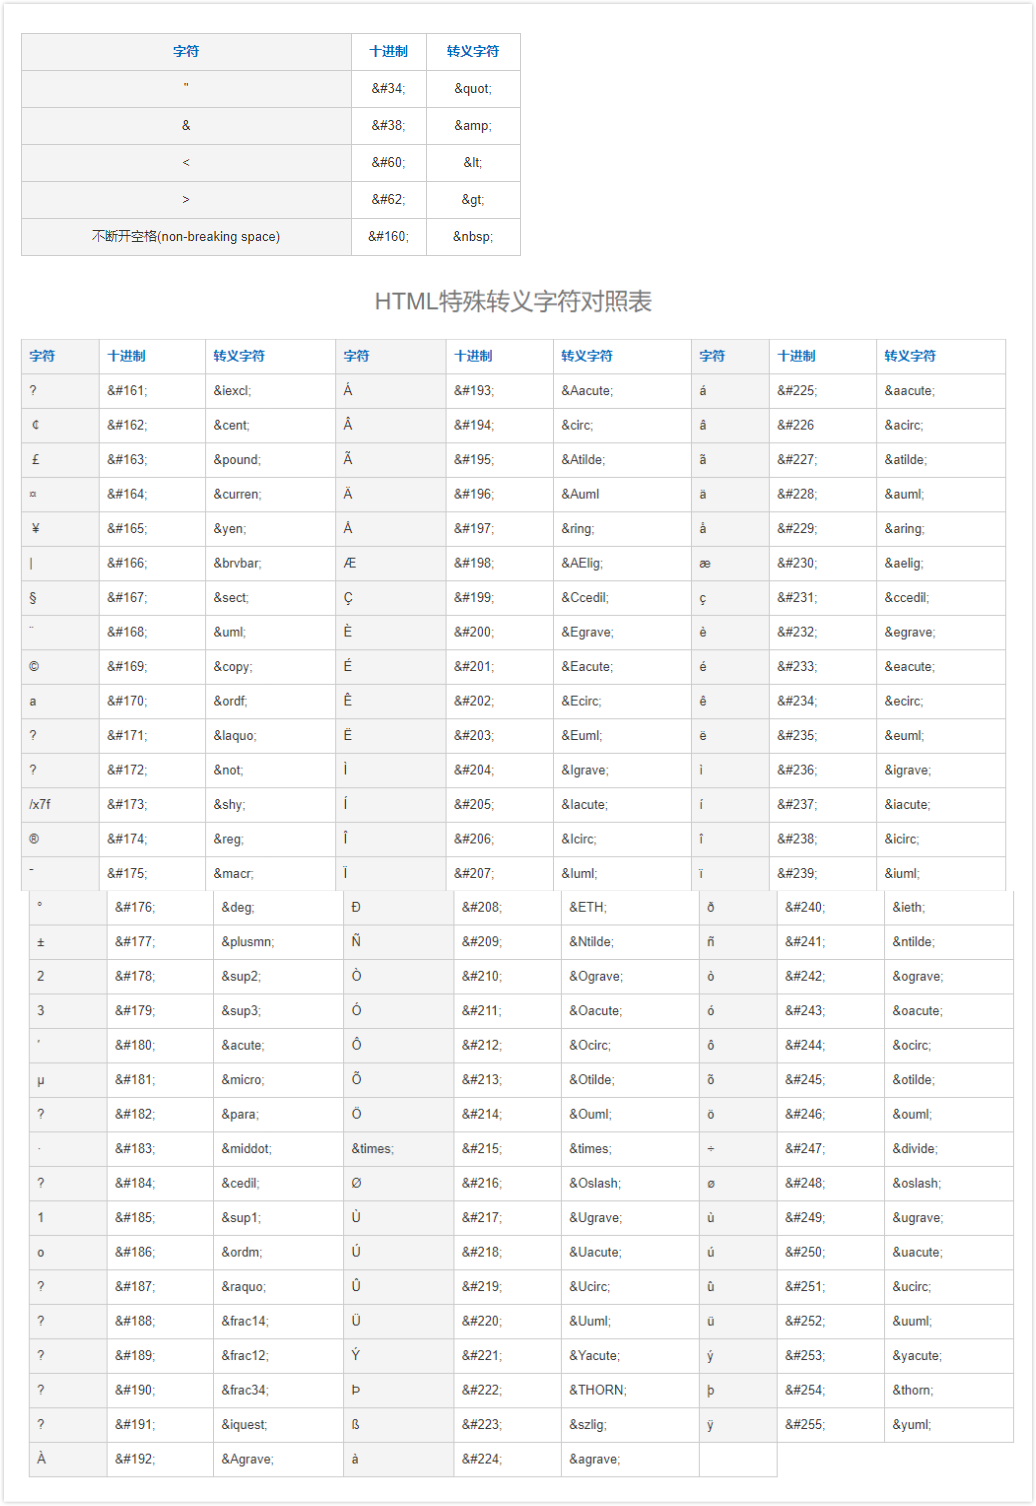 字符 十进制 转义字符
" &#34; &quot;
& &#38; &amp;
< &#60; &lt;
> &#62; &gt;
不断开空格(non-breaking space) &#160; &nbsp;
HTML特殊转义字符对照表
字符 十进制 转义字符 字符 十进制 转义字符 字符 十进制 转义字符
? &#161; &iexcl; Á &#193; &Aacute; á &#225; &aacute;
￠ &#162; &cent; Â &#194; &circ; â &#226 &acirc;
￡ &#163; &pound; Ã &#195; &Atilde; ã &#227; &atilde;
¤ &#164; &curren; Ä &#196; &Auml ä &#228; &auml;
￥ &#165; &yen; Å &#197; &ring; å &#229; &aring;
| &#166; &brvbar; Æ &#198; &AElig; æ &#230; &aelig;
§ &#167; &sect; Ç &#199; &Ccedil; ç &#231; &ccedil;
¨ &#168; &uml; È &#200; &Egrave; è &#232; &egrave;
© &#169; &copy; É &#201; &Eacute; é &#233; &eacute;
a &#170; &ordf; Ê &#202; &Ecirc; ê &#234; &ecirc;
? &#171; &laquo; Ë &#203; &Euml; ë &#235; &euml;
? &#172; &not; Ì &#204; &Igrave; ì &#236; &igrave;
/x7f &#173; &shy; Í &#205; &Iacute; í &#237; &iacute;
® &#174; &reg; Î &#206; &Icirc; î &#238; &icirc;
ˉ &#175; &macr; Ï &#207; &Iuml; ï &#239; &iuml;
° &#176; &deg; Ð &#208; &ETH; ð &#240; &ieth;
± &#177; &plusmn; Ñ &#209; &Ntilde; ñ &#241; &ntilde;
2 &#178; &sup2; Ò &#210; &Ograve; ò &#242; &ograve;
3 &#179; &sup3; Ó &#211; &Oacute; ó &#243; &oacute;
′ &#180; &acute; Ô &#212; &Ocirc; ô &#244; &ocirc;
µ &#181; &micro; Õ &#213; &Otilde; õ &#245; &otilde;
? &#182; &para; Ö &#214; &Ouml; ö &#246; &ouml;
· &#183; &middot; &times; &#215; &times; ÷ &#247; &divide;
? &#184; &cedil; Ø &#216; &Oslash; ø &#248; &oslash;
1 &#185; &sup1; Ù &#217; &Ugrave; ù &#249; &ugrave;
o &#186; &ordm; Ú &#218; &Uacute; ú &#250; &uacute;
? &#187; &raquo; Û &#219; &Ucirc; û &#251; &ucirc;
? &#188; &frac14; Ü &#220; &Uuml; ü &#252; &uuml;
? &#189; &frac12; Ý &#221; &Yacute; ý &#253; &yacute;
? &#190; &frac34; Þ &#222; &THORN; þ &#254; &thorn;
? &#191; &iquest; ß &#223; &szlig; ÿ &#255; &yuml;
À &#192; &Agrave; à &#224; &agrave;